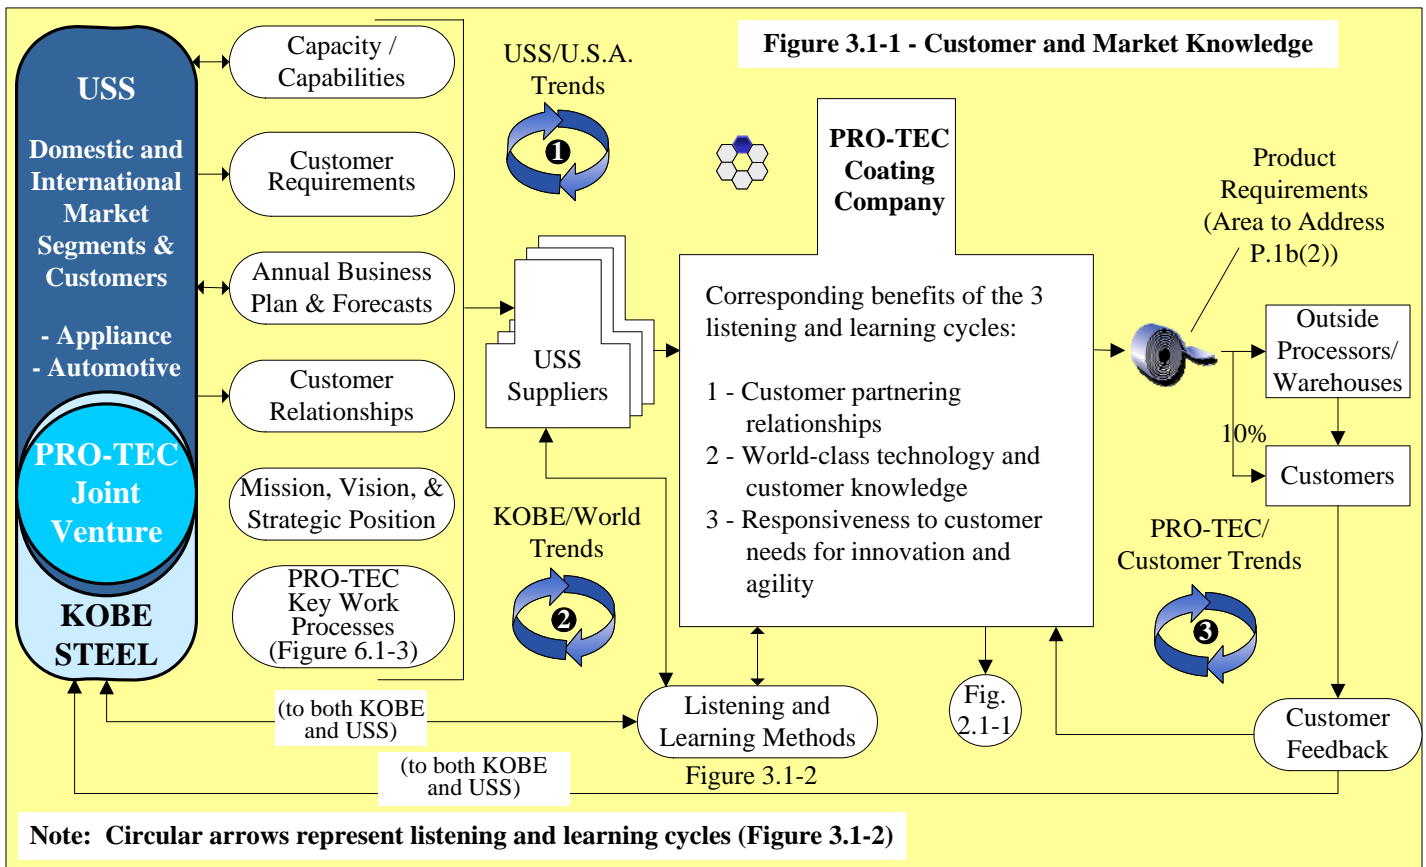 Figure 3.1-1 - Customer and Market Knowledge
USS
Domestic and
International
Market
Segments &
Customers
- Appliance
- Automotive
PRO-TEC
Joint
Venture
KOBE
STEEL
Capacity /
Capabilities
Customer
Requirements
Annual Business
Plan & Forecasts
Customer
Relationships
Mission, Vision, &
Strategic Position
PRO-TEC
Key Work
Processes
(Figure 6.1-3)
USS/U.S.A.
Trends
1
USS
Suppliers
KOBE/World
Trends
2
PRO-TEC
Coating
Company
Corresponding benefits of the 3
listening and learning cycles:
1 - Customer partnering
relationships
2 - World-class technology and
customer knowledge
3 - Responsiveness to customer
needs for innovation and
agility
Product
Requirements
(Area to Address
P.1b(2))
Outside
Processors/
Warehouses
10%
Customers
PRO-TEC/
Customer Trends
3
(to both KOBE
and USS)
Listening and
Learning Methods
Figure 3.1-2
Fig.
2.1-1
Customer
Feedback
(to both KOBE
and USS)
Note: Circular arrows represent listening and learning cycles (Figure 3.1-2)